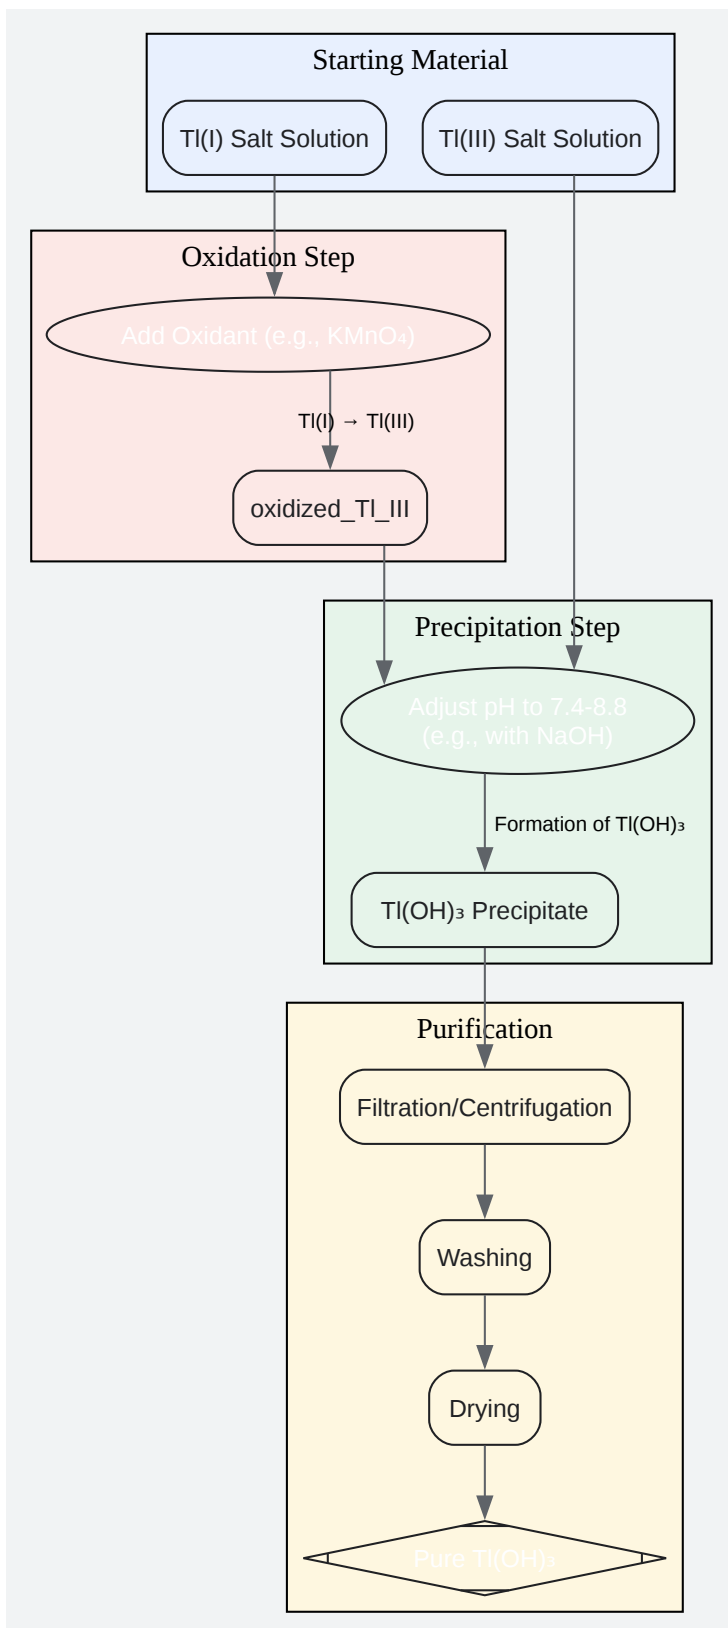 Starting Material
Tl(I) Salt Solution
Tl(III) Salt Solution
Oxidation Step
Add Oxidant (e.g., KMnO₄)
Tl(I) → Tl(III)
oxidized_Tl_III
Precipitation Step
Adjust pH to 7.4-8.8
(e.g., with NaOH)
Formation of Tl(OH)₃
Tl(OH)₃ Precipitate
Purification
Filtration/Centrifugation
Washing
Drying
Pure Tl(OH)₃